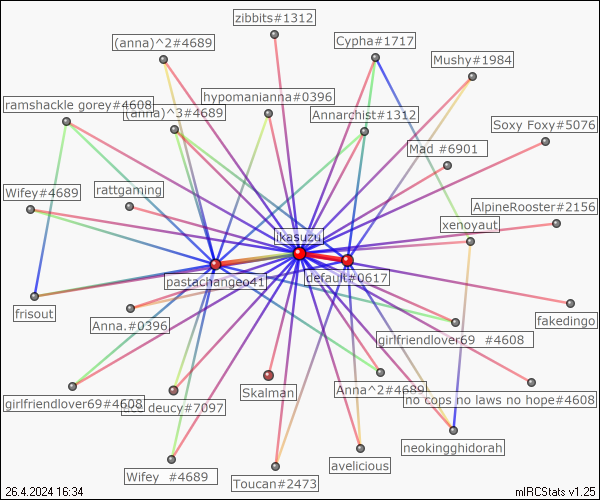 zibbits#1312
(anna)^2#4689
Cypha#1717
Mushy#1984
ramshackle gorey#4608
hypomanianna#0396
(anna)^3#4689
Annarchist#1312
Soxy Foxy#5076
Mad #6901
Wifey#4689
rattgaming
AlpineRooster#2156
xenoyaut
ikasuzu
pastachangeo41
default#0617
frisout
Anna.#0396
fakedingo
girlfriendlover69 #4608
Skalman
Anna^2#4689
girlfriendlover69#4608
deucy#7097
no cops no laws no hope#4608
neokingghidorah
Wifey #4689
Toucan#2473
avelicious
26.4.2024 16:34
mIRCStats v1.25